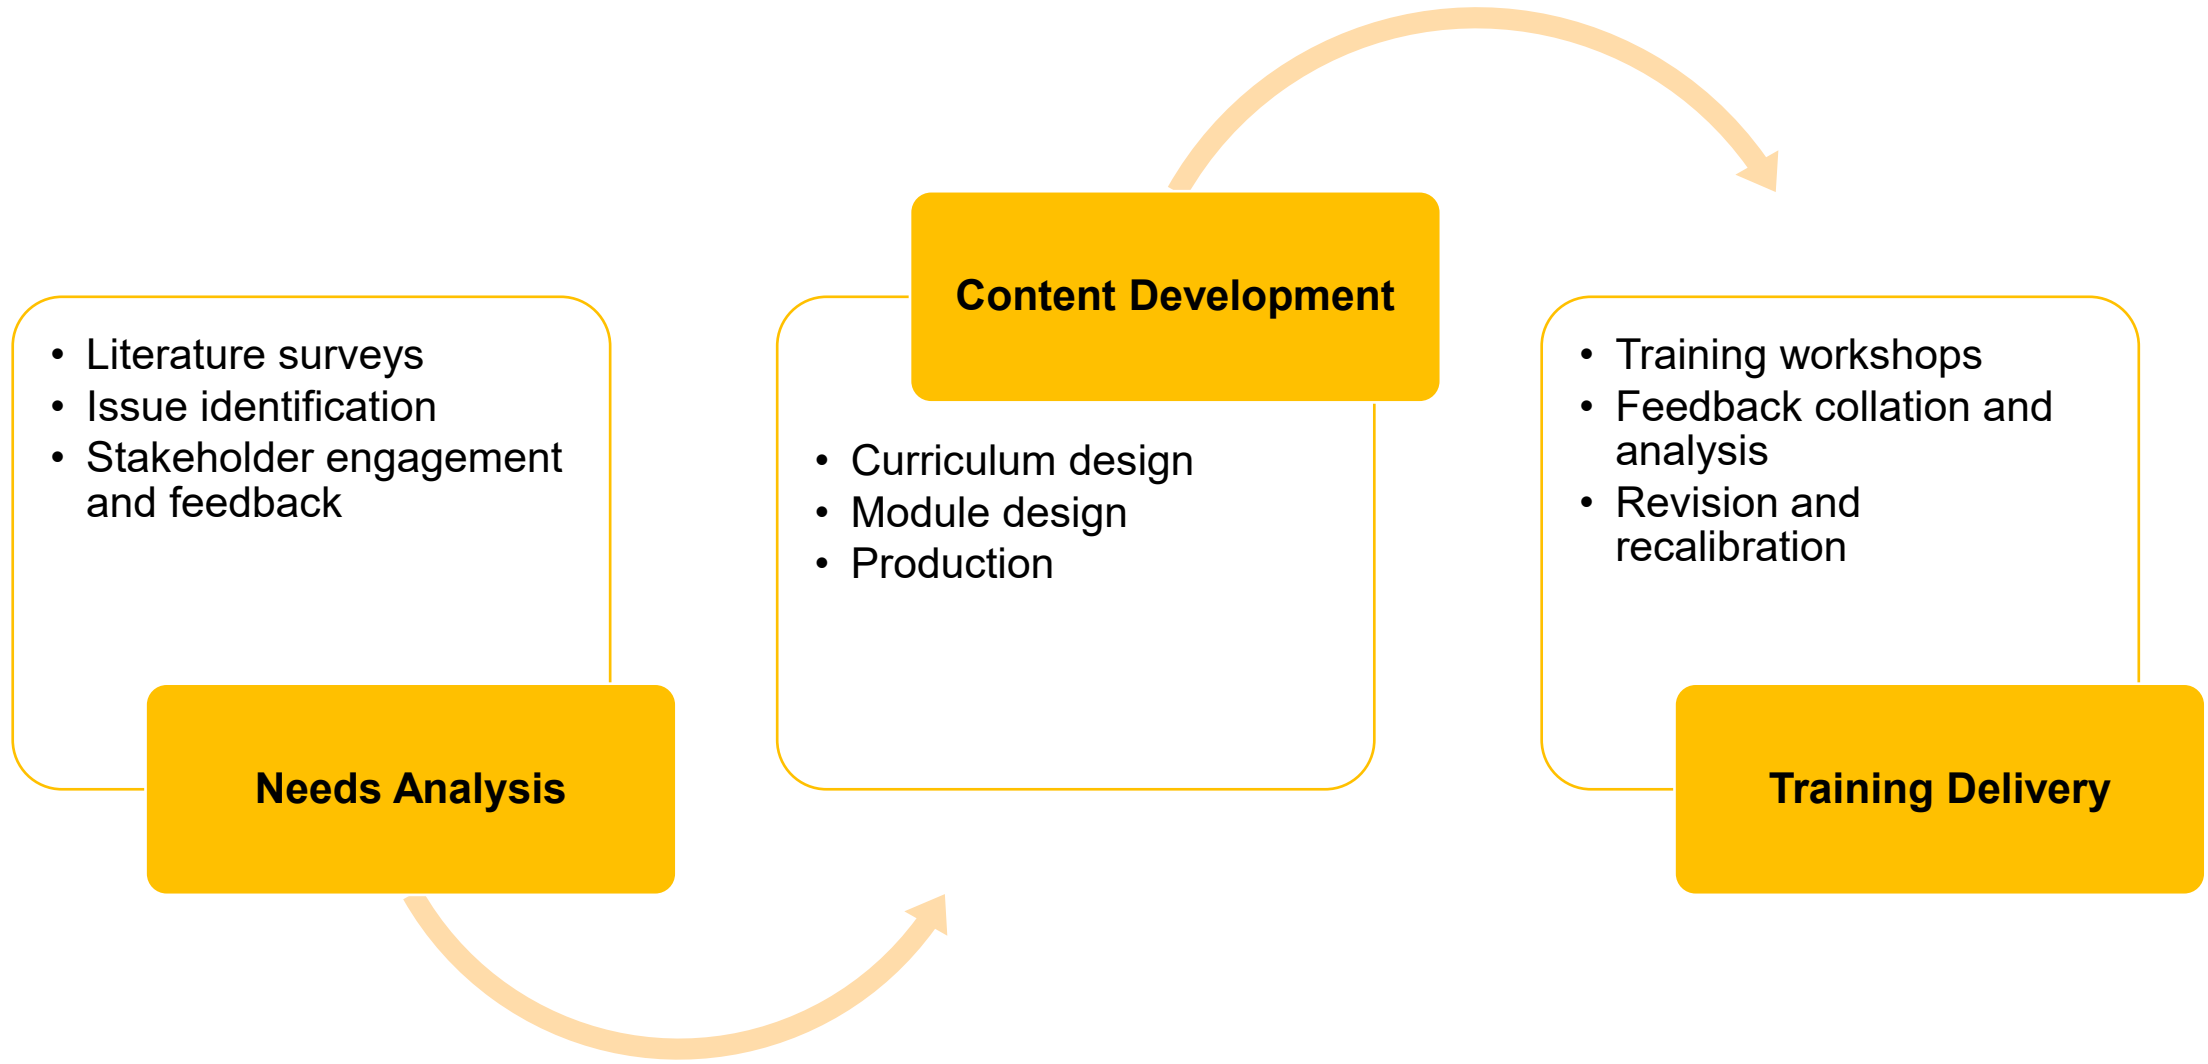 • Literature surveys
• Issue identification
• Stakeholder engagement
and feedback
Needs Analysis
Content Development
• Curriculum design
• Module design
• Production
• Training workshops
• Feedback collation and
analysis
• Revision and
recalibration
Training Delivery